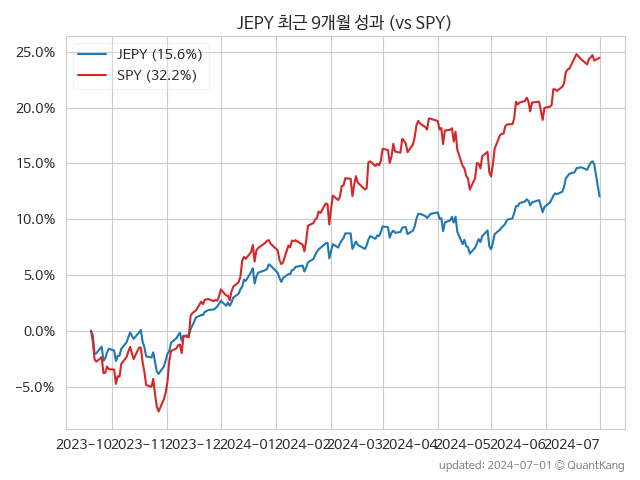 JEPY 최근 9개월 성과 (vs SPY)
JEPY (15.6%)
SPY (32.2%)
25.0%
20.0%
15.0%
10.0%
5.0%
0.0%
−5.0%
2023-10 2023-11 2023-12 2024-01 2024-02 2024-03 2024-04 2024-05 2024-06 2024-07
updated: 2024-07-01 © QuantKang